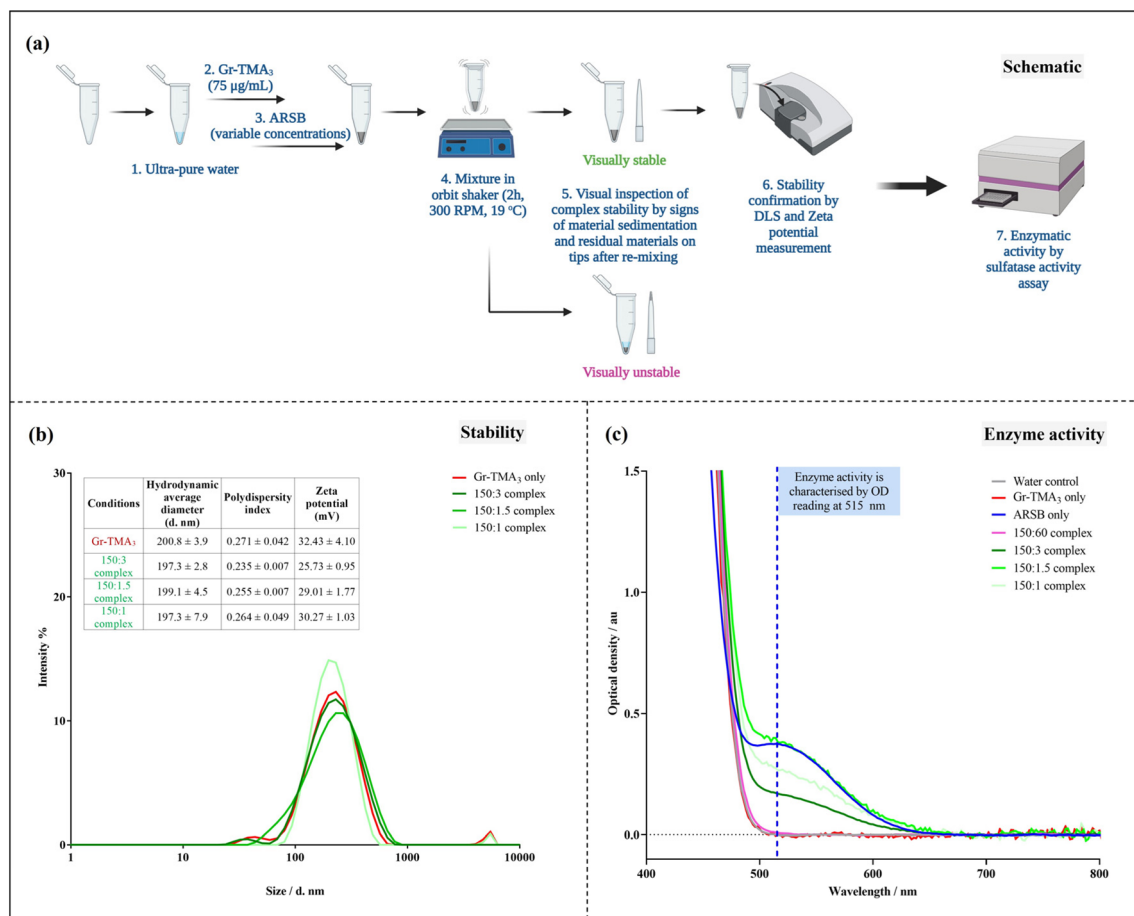 (a)
Schematic
2. Gr-TMA₃
(75 µg/mL)
3. ARSB
(variable concentrations)
1. Ultra-pure water
4. Mixture in
orbit shaker (2h,
300 RPM, 19 °C)
Visually stable
5. Visual inspection of
complex stability by signs
of material sedimentation
and residual materials on
tips after re-mixing
6. Stability
confirmation by
DLS and Zeta
potential
measurement
7. Enzymatic
activity by
sulfatase activity
assay
Visually unstable
(b)
Stability
30
20
10
0
Intensity %
Conditions Hydrodynamic average diameter (d. nm) Polydispersity index Zeta potential (mV)
Gr-TMA₃ 200.8 ± 3.9 0.271 ± 0.042 32.43 ± 4.10
150:3 complex 197.3 ± 2.8 0.235 ± 0.007 25.73 ± 0.95
150:1.5 complex 199.1 ± 4.5 0.255 ± 0.007 29.01 ± 1.77
150:1 complex 197.3 ± 7.9 0.264 ± 0.049 30.27 ± 1.03
Gr-TMA₃ only
150:3 complex
150:1.5 complex
150:1 complex
1 10 100 1000 10000
Size / d. nm
(c)
Enzyme activity
1.5
1.0
0.5
0.0
Optical density / au
Enzyme activity is
characterised by OD
reading at 515 nm
Water control
Gr-TMA₃ only
ARSB only
150:60 complex
150:3 complex
150:1.5 complex
150:1 complex
400 500 600 700 800
Wavelength / nm